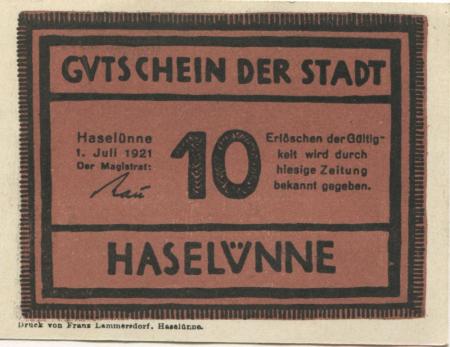 GVTSCHEIN DER STADT
Haselünne
1. Juli 1921
Der Magistrat:
10
Erlöschen der Gültig-
keit wird durch
hiesige Zeitung
bekannt gegeben.
HASELÜNNE
Druck von Franz Lammersdorf, Haselünne.